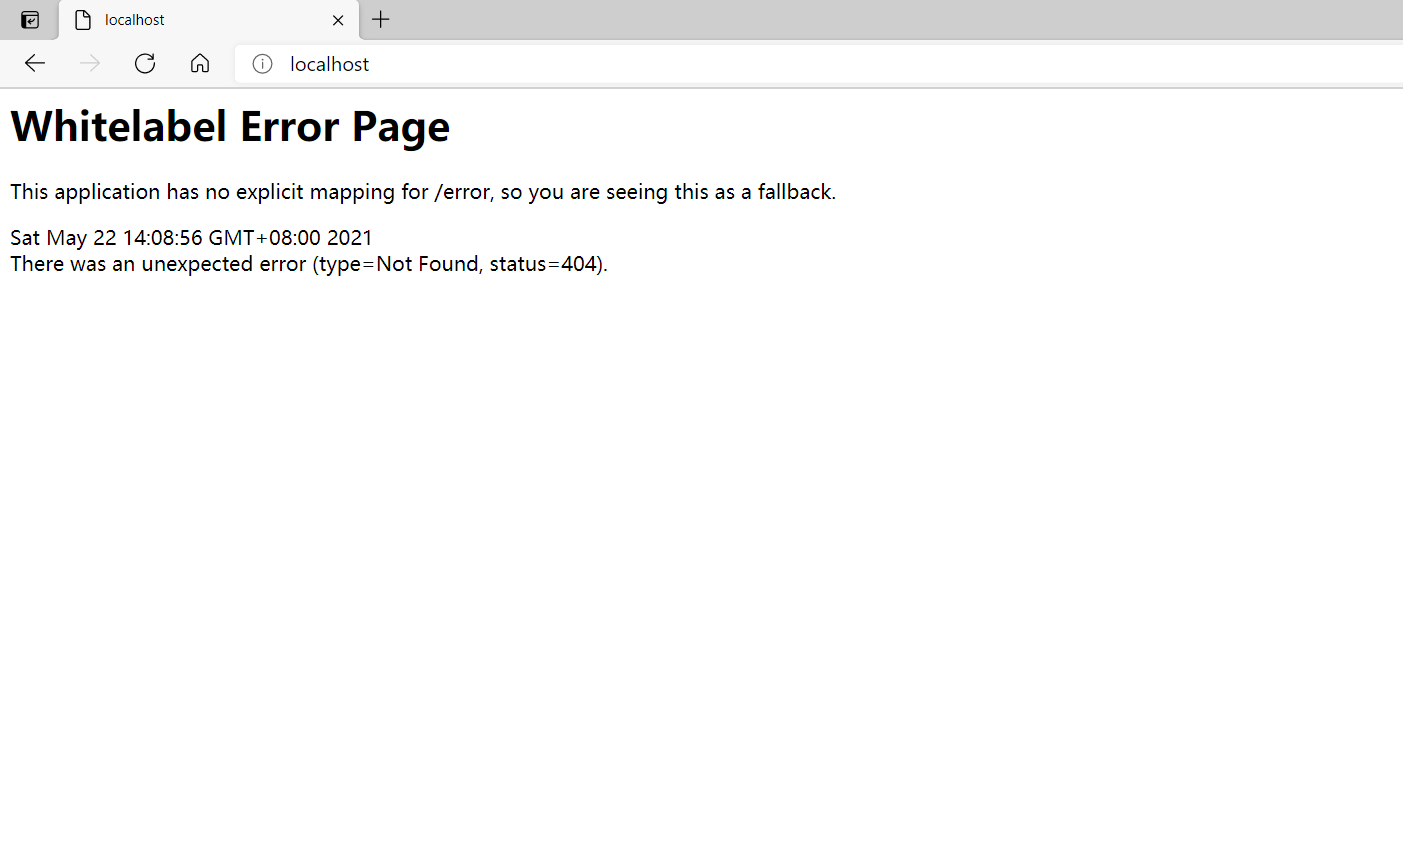 localhost
localhost
Whitelabel Error Page
This application has no explicit mapping for /error, so you are seeing this as a fallback.
Sat May 22 14:08:56 GMT+08:00 2021
There was an unexpected error (type=Not Found, status=404).